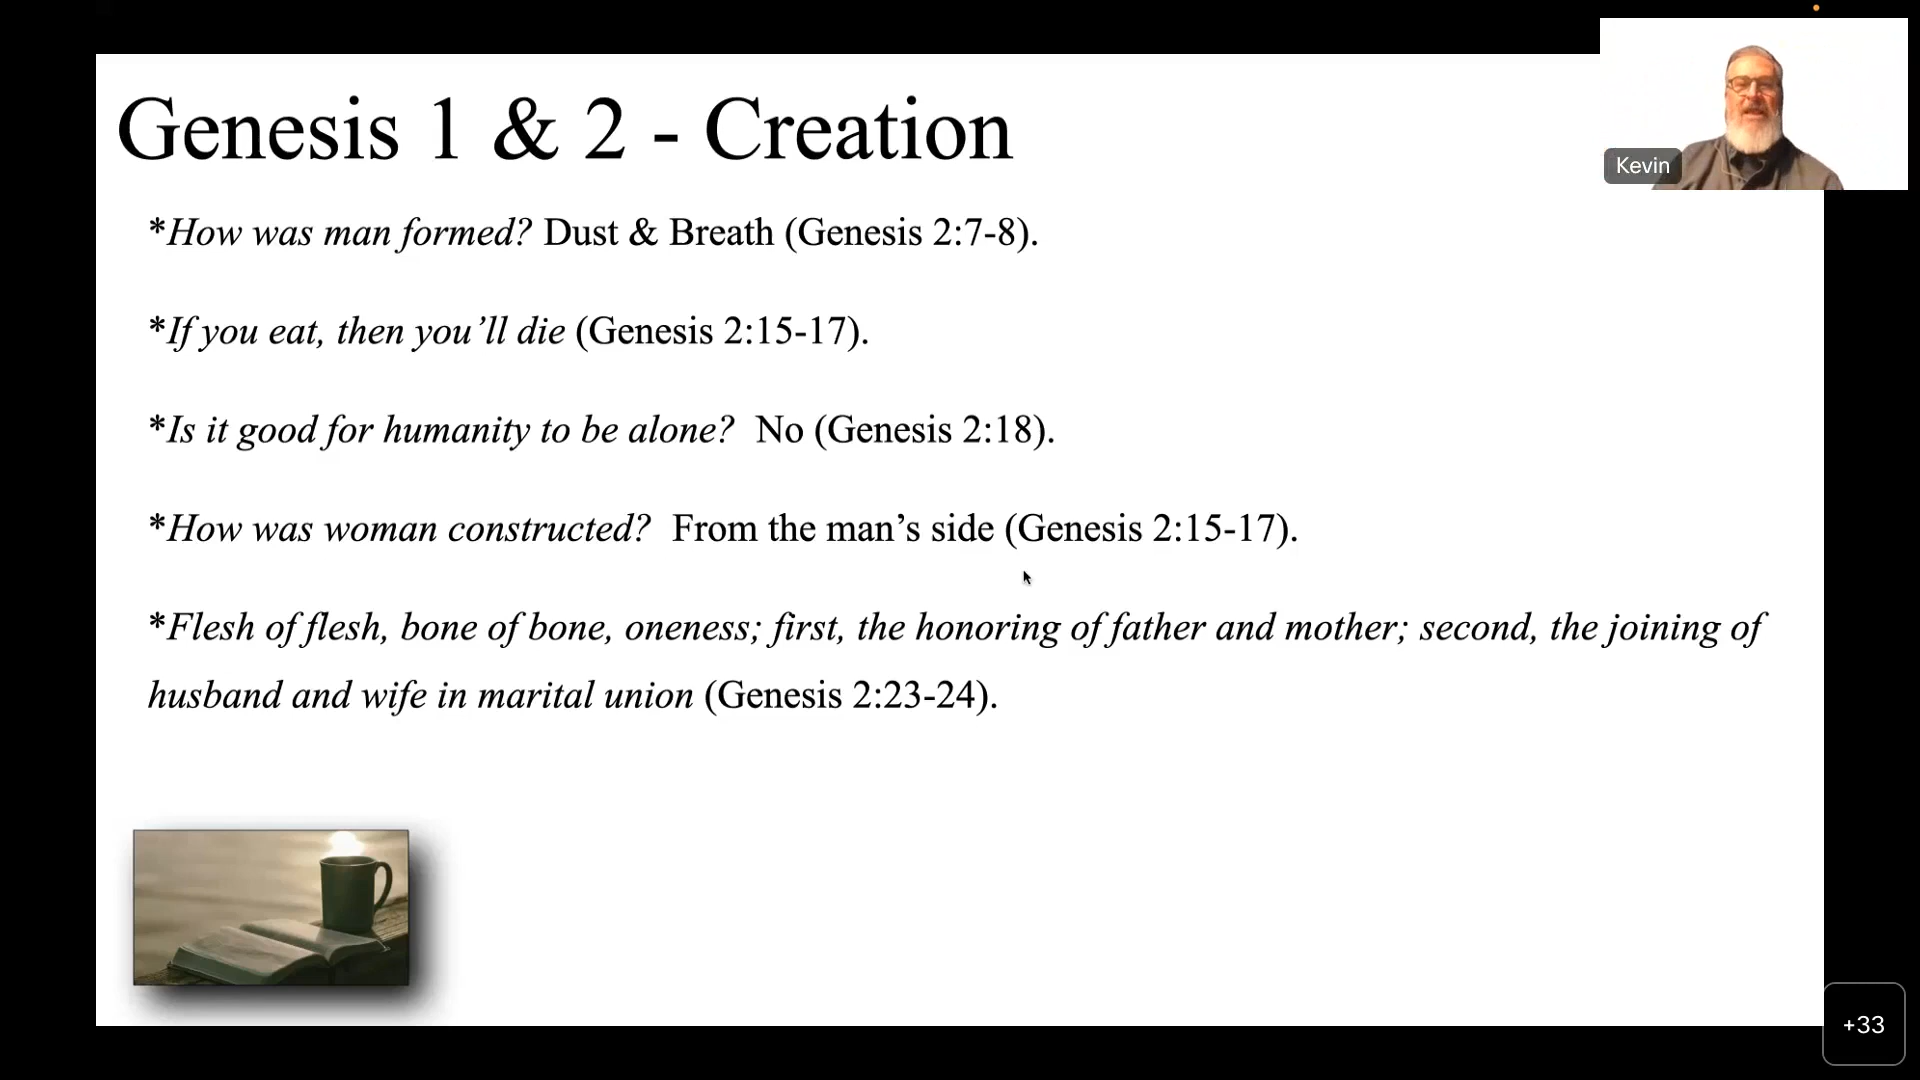 Genesis 1 & 2 - Creation
Kevin
*How was man formed? Dust & Breath (Genesis 2:7-8).
*If you eat, then you’ll die (Genesis 2:15-17).
*Is it good for humanity to be alone?  No (Genesis 2:18).
*How was woman constructed?  From the man’s side (Genesis 2:15-17).
*Flesh of flesh, bone of bone, oneness; first, the honoring of father and mother; second, the joining of
husband and wife in marital union (Genesis 2:23-24).
+33